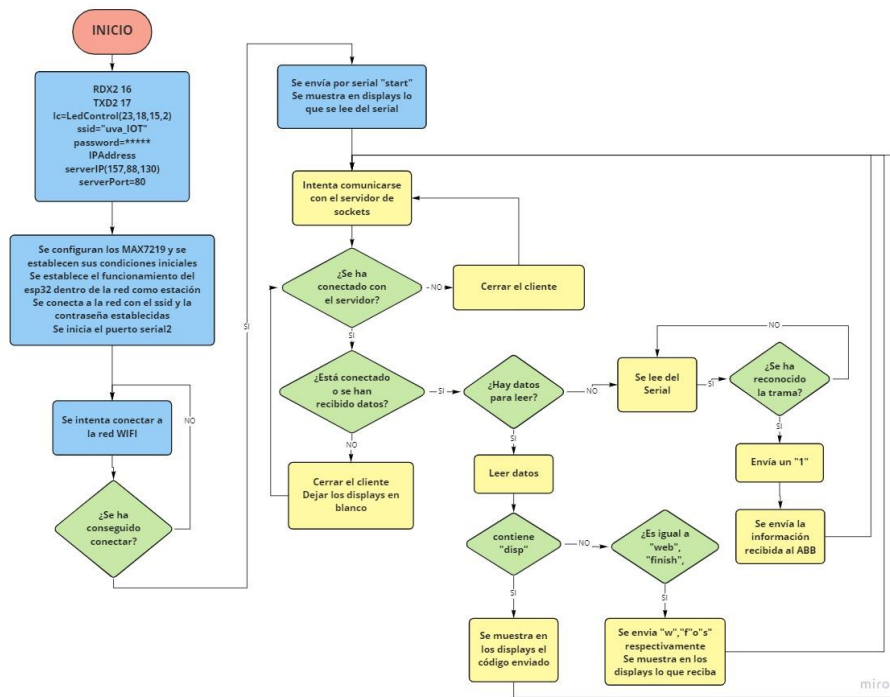 INICIO
RDX2 16
TXD2 17
lc=LedControl(23,18,15,2)
ssid="uva_IOT"
password=*****
IPAddress
serverIP(157,88,130)
serverPort=80
Se configuran los MAX7219 y se
establecen sus condiciones iniciales
Se establece el funcionamiento del
esp32 dentro de la red como estación
Se conecta a la red con el ssid y la
contraseña establecidas
Se inicia el puerto serial2
Se intenta conectar a
la red WIFI
NO
¿Se ha
conseguido
conectar?
SI
Se envía por serial "start"
Se muestra en displays lo
que se lee del serial
Intenta comunicarse
con el servidor de
sockets
¿Se ha
conectado con
el servidor?
NO
Cerrar el cliente
SI
¿Está conectado
o se han
recibido datos?
NO
Cerrar el cliente
Dejar los displays en
blanco
SI
¿Hay datos
para leer?
NO
Se lee del
Serial
SI
¿Se ha
reconocido
la trama?
NO
SI
Envía un "1"
Se envía la
información
recibida al ABB
SI
Leer datos
contiene
"disp"
NO
¿Es igual a
"web",
"finish",
SI
Se muestra en
los displays el
código enviado
SI
Se envia "w","f"o"s"
respectivamente
Se muestra en los
displays lo que reciba
miro